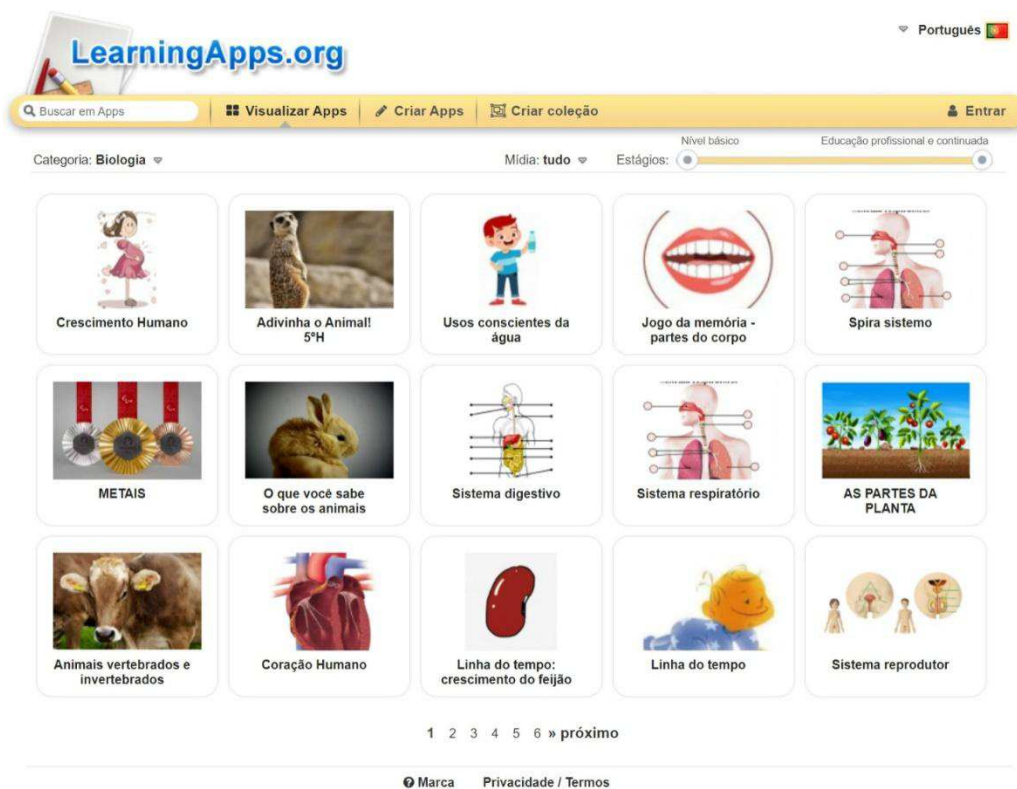 Português
LearningApps.org
Buscar em Apps
Visualizar Apps
Criar Apps
Criar coleção
Entrar
Categoria: Biologia
Mídia: tudo
Estágios:
Nível básico
Educação profissional e continuada
Crescimento Humano
Adivinha o Animal!
5ºH
Usos conscientes da
água
Jogo da memória -
partes do corpo
Spira sistemo
METAIS
O que você sabe
sobre os animais
Sistema digestivo
Sistema respiratório
AS PARTES DA
PLANTA
Animais vertebrados e
invertebrados
Coração Humano
Linha do tempo:
crescimento do feijão
Linha do tempo
Sistema reprodutor
1 2 3 4 5 6 » próximo
Marca
Privacidade / Termos